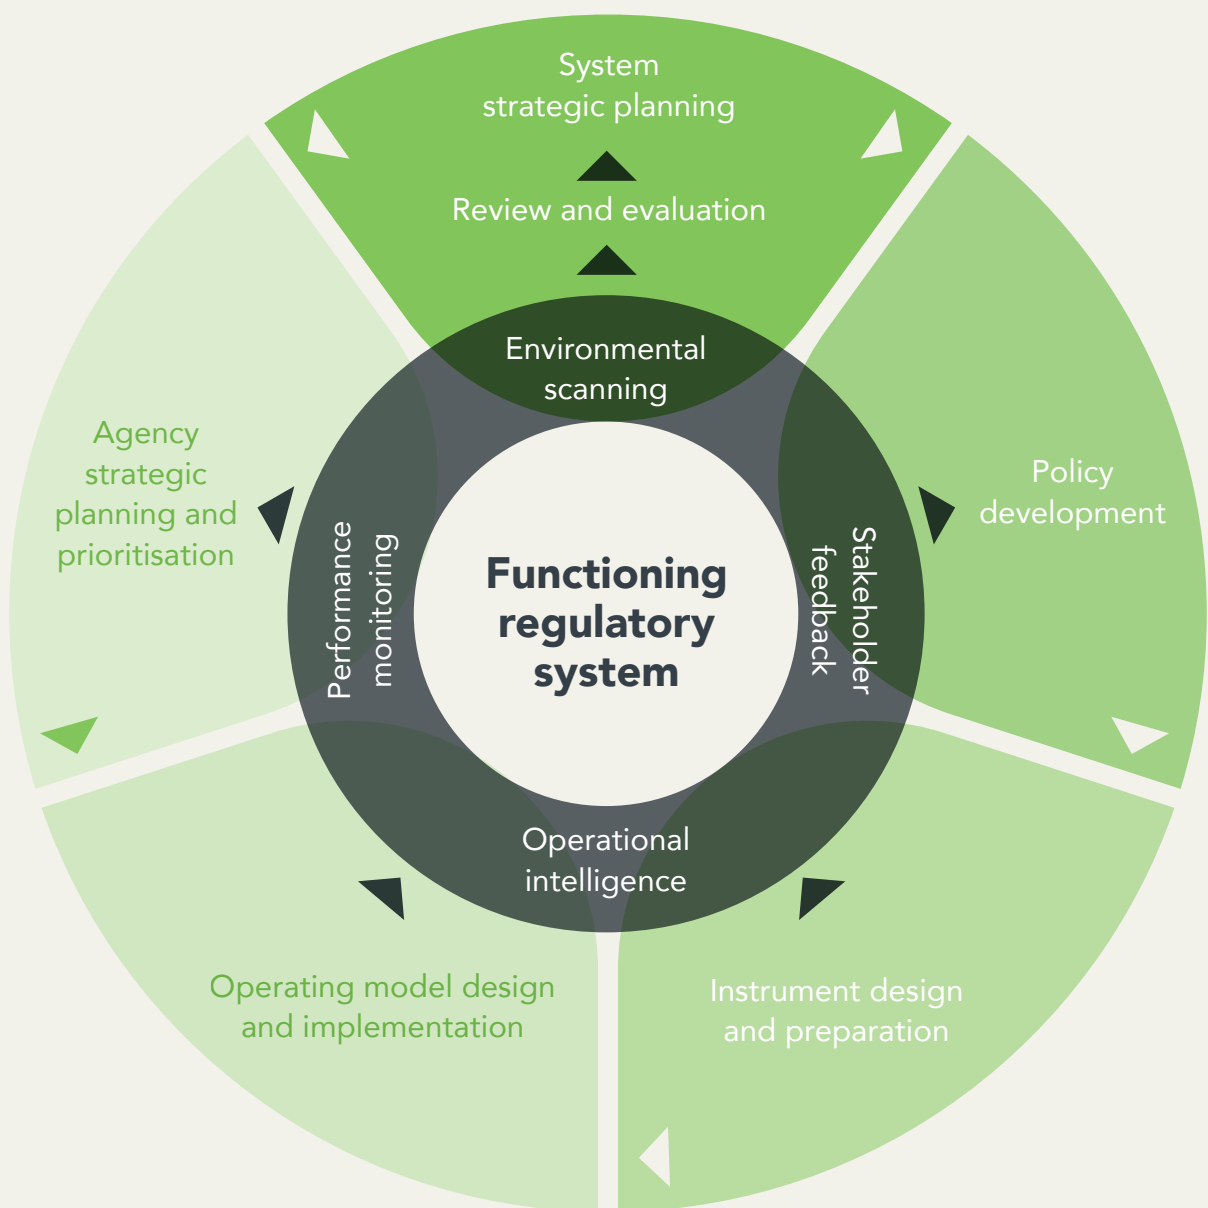 System
strategic planning
Review and evaluation
Environmental
scanning
Agency
strategic
planning and
prioritisation
Performance
monitoring
Functioning
regulatory
system
Stakeholder
feedback
Policy
development
Operational
intelligence
Operating model design
and implementation
Instrument design
and preparation